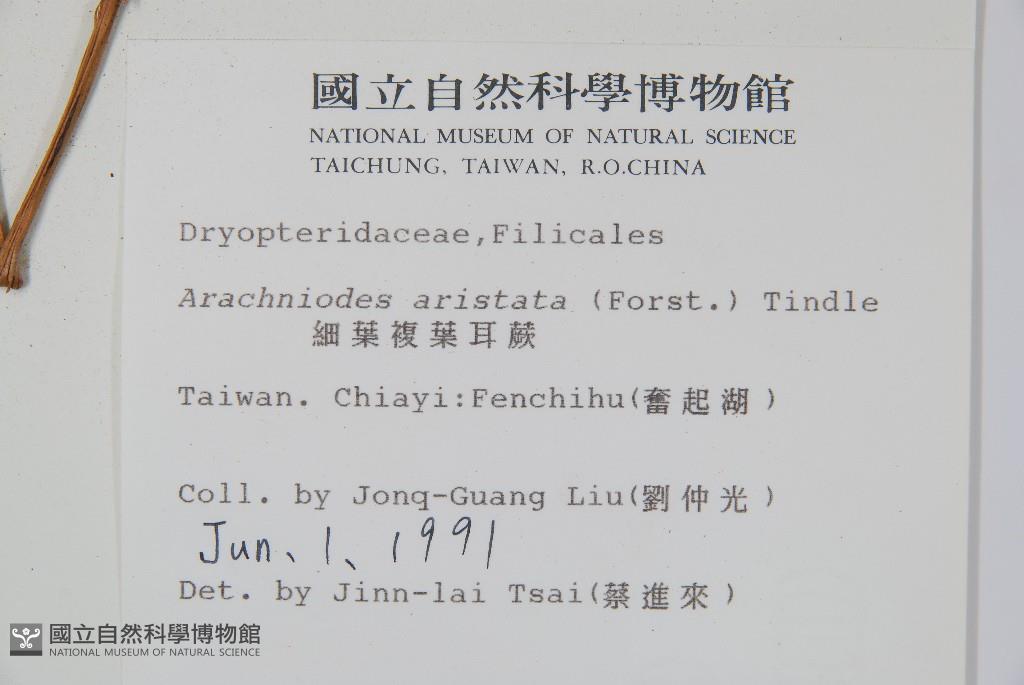 國立自然科學博物館
NATIONAL MUSEUM OF NATURAL SCIENCE
TAICHUNG, TAIWAN, R.O.CHINA
Dryopteridaceae,Filicales
Arachniodes aristata (Forst.) Tindle
細葉複葉耳蕨
Taiwan. Chiayi:Fenchihu(奮起湖)
Coll. by Jonq-Guang Liu(劉仲光)
Jun、1、1991
Det. by Jinn-lai Tsai(蔡進來)
國立自然科學博物館
NATIONAL MUSEUM OF NATURAL SCIENCE